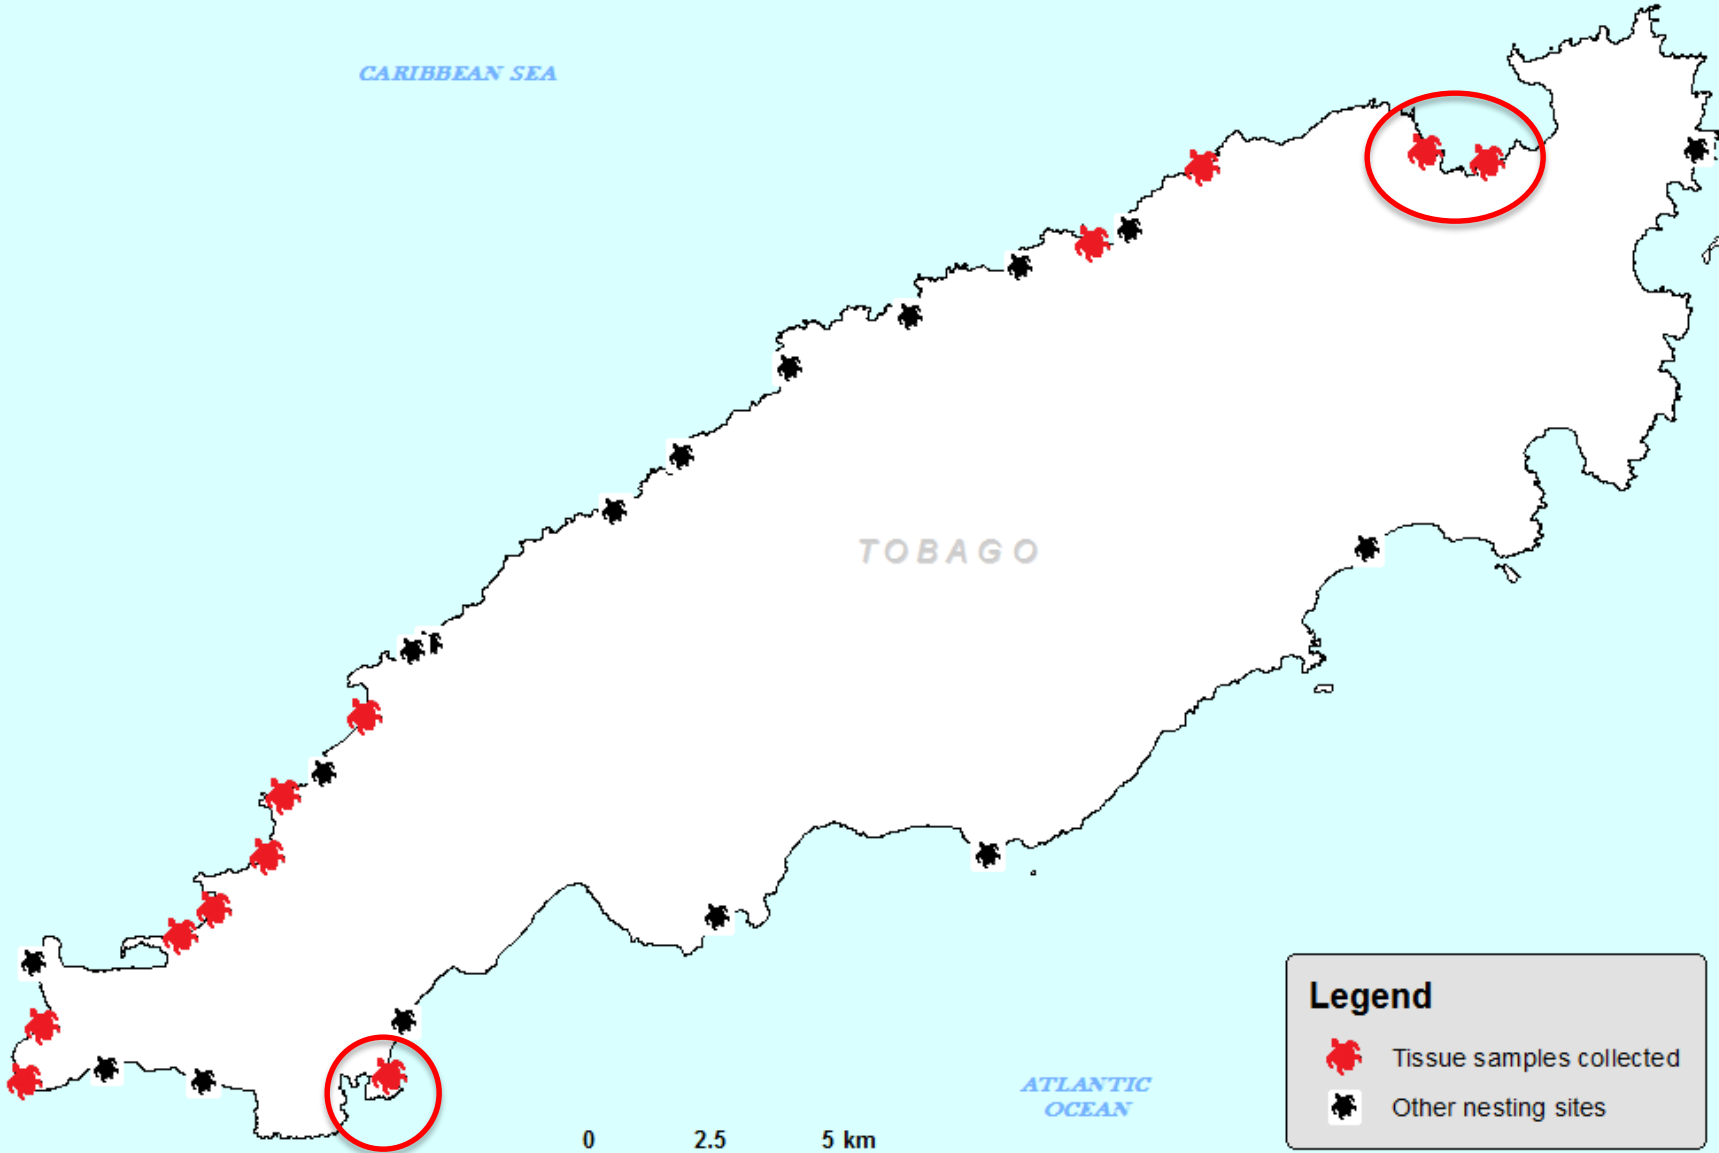 CARIBBEAN SEA
TOBAGO
ATLANTIC
OCEAN
0 2.5 5 km
Legend
Tissue samples collected
Other nesting sites